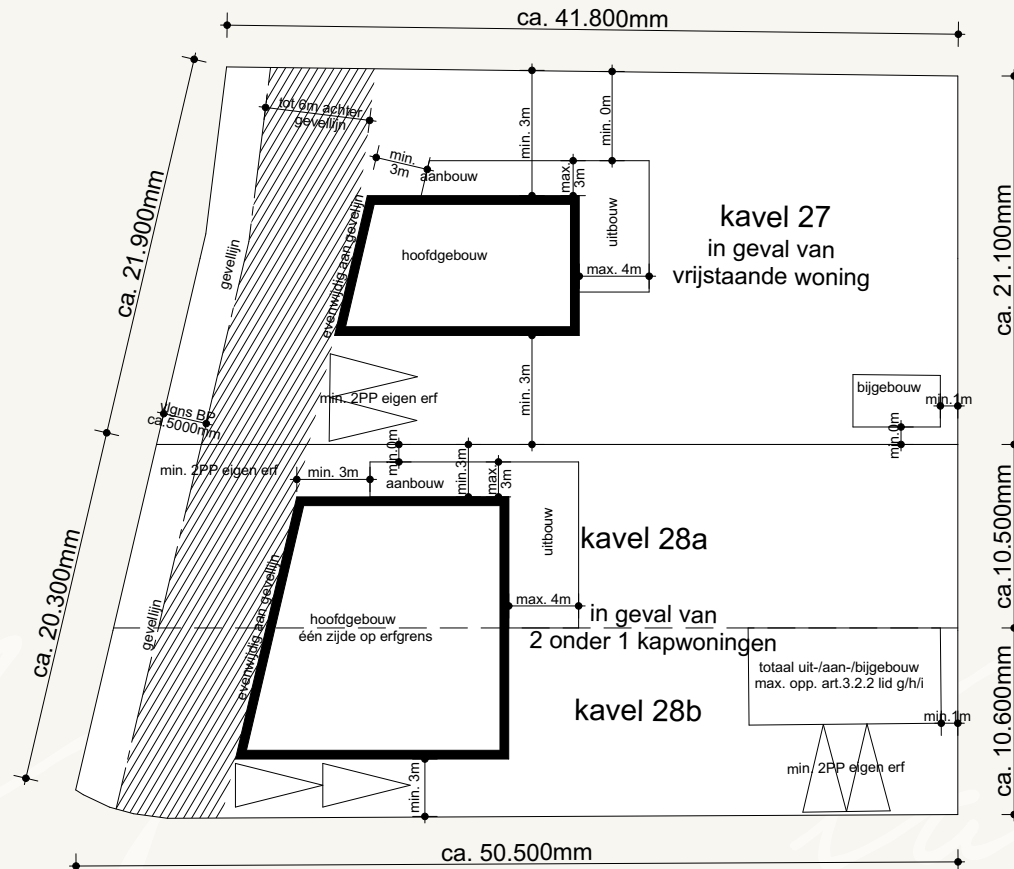 ca. 41.800mm
tot 6m achter
gevellijn
min. 3m
min. 0m
min.
3m
aanbouw
max.
3m
ca. 21.900mm
gevellijn
evenwijdig aan gevelijn
hoofdgebouw
uitbouw
max. 4m
kavel 27
in geval van
vrijstaande woning
ca. 21.100mm
min. 3m
min. 2PP eigen erf
bijgebouw
min.1m
min.0m
vlgns BP
ca.5000mm
min. 2PP eigen erf
min. 3m
min.0m
aanbouw
min.3m
max.
3m
uitbouw
kavel 28a
ca.10.500mm
ca. 20.300mm
gevellijn
evenwijdig aan gevellijn
hoofdgebouw
één zijde op erfgrens
max. 4m
in geval van
2 onder 1 kapwoningen
totaal uit-/aan-/bijgebouw
max. opp. art.3.2.2 lid g/h/i
kavel 28b
min.1m
ca. 10.600mm
min. 3m
min. 2PP eigen erf
ca. 50.500mm